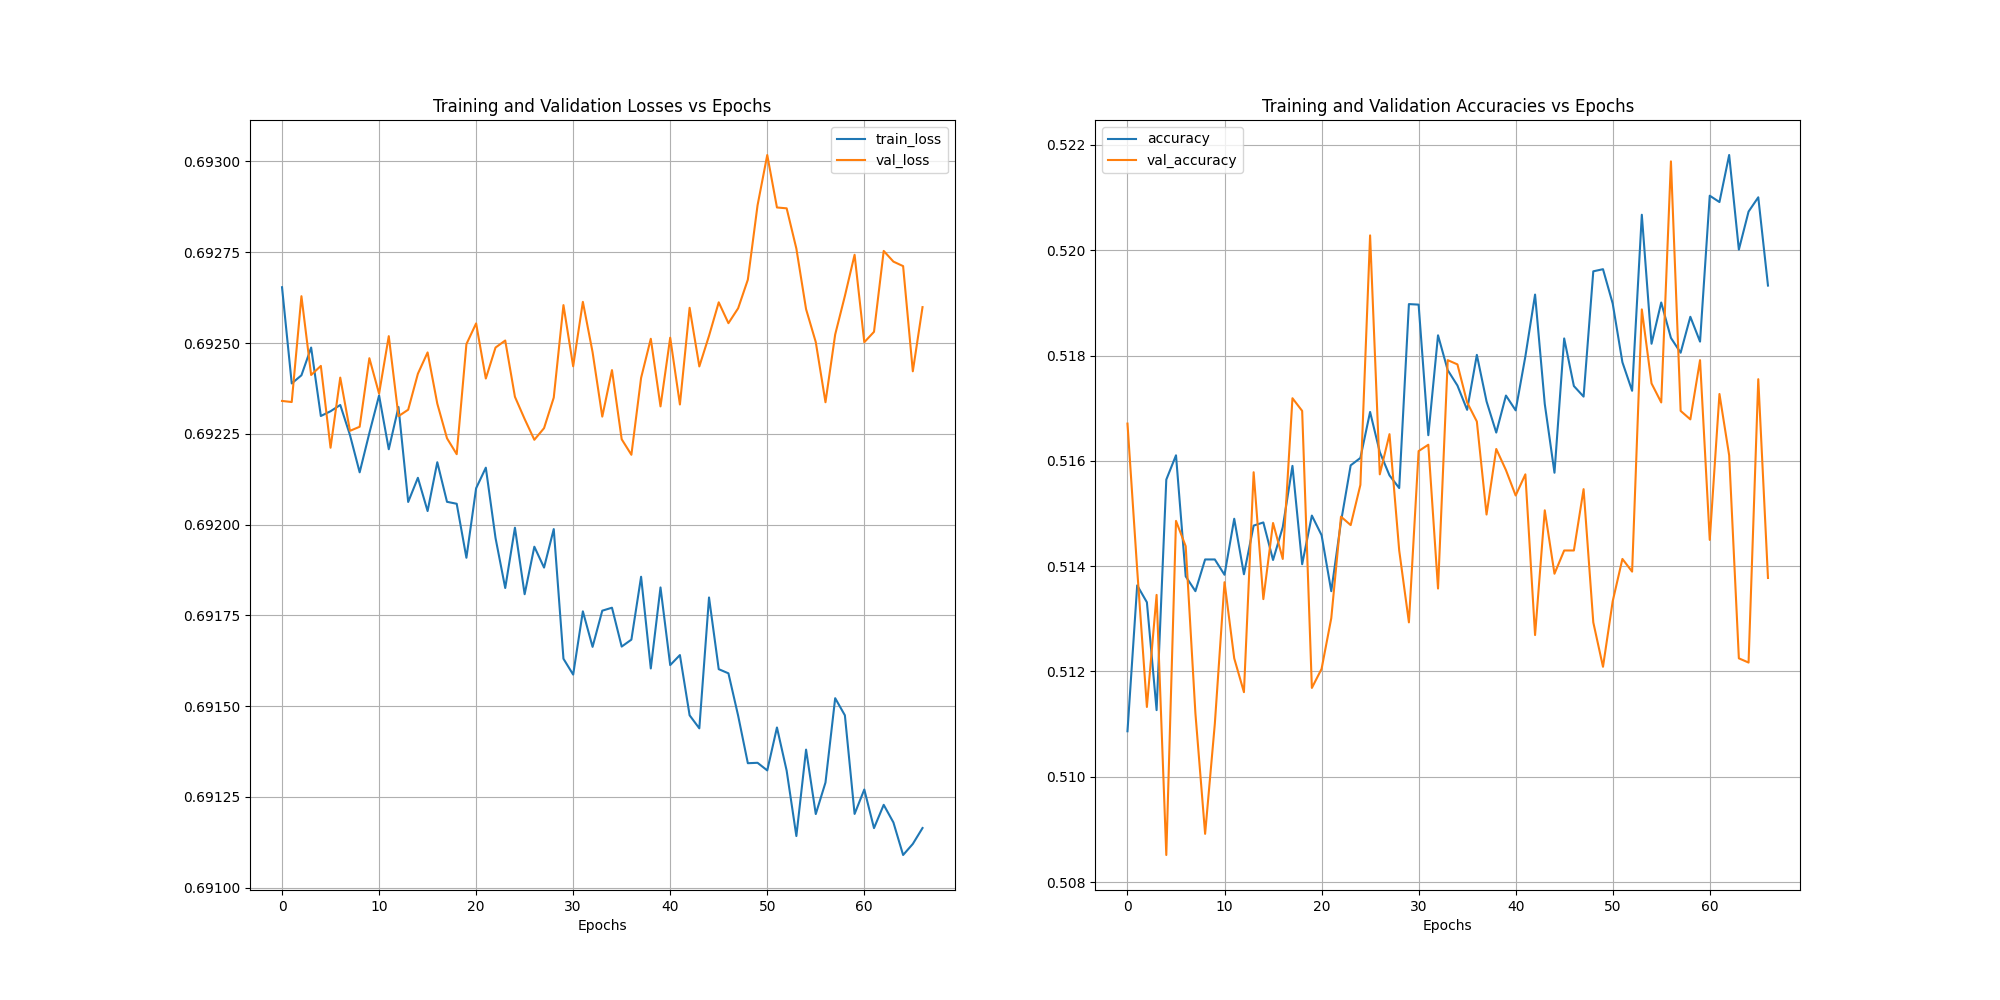 Training and Validation Losses vs Epochs
train_loss
val_loss
0.69300
0.69275
0.69250
0.69225
0.69200
0.69175
0.69150
0.69125
0.69100
0 10 20 30 40 50 60
Epochs
Training and Validation Accuracies vs Epochs
accuracy
val_accuracy
0.522
0.520
0.518
0.516
0.514
0.512
0.510
0.508
0 10 20 30 40 50 60
Epochs